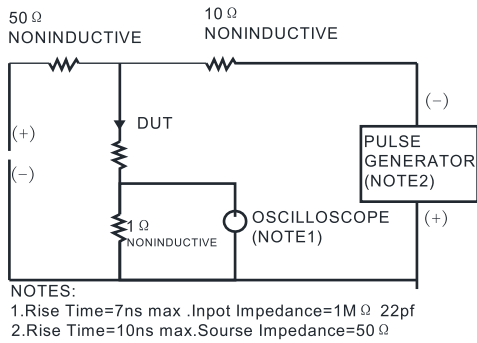 50 Ω
NONINDUCTIVE
10 Ω
NONINDUCTIVE
(+)
(-)
DUT
1 Ω
NONINDUCTIVE
OSCILLOSCOPE
(NOTE1)
(-)
PULSE
GENERATOR
(NOTE2)
(+)
NOTES:
1.Rise Time=7ns max .Inpot Impedance=1M Ω 22pf
2.Rise Time=10ns max.Sourse Impedance=50 Ω